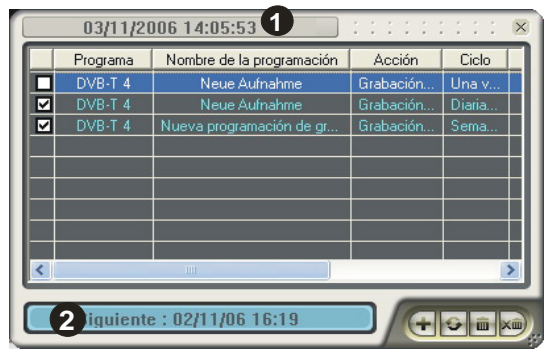 03/11/2006 14:05:53 1
Programa Nombre de la programación Acción Ciclo
DVB-T 4 Neue Aufnahme Grabación... Una v...
DVB-T 4 Neue Aufnahme Grabación... Diaria...
DVB-T 4 Nueva programación de gr... Grabación... Sema...
2 iguiente : 02/11/06 16:19